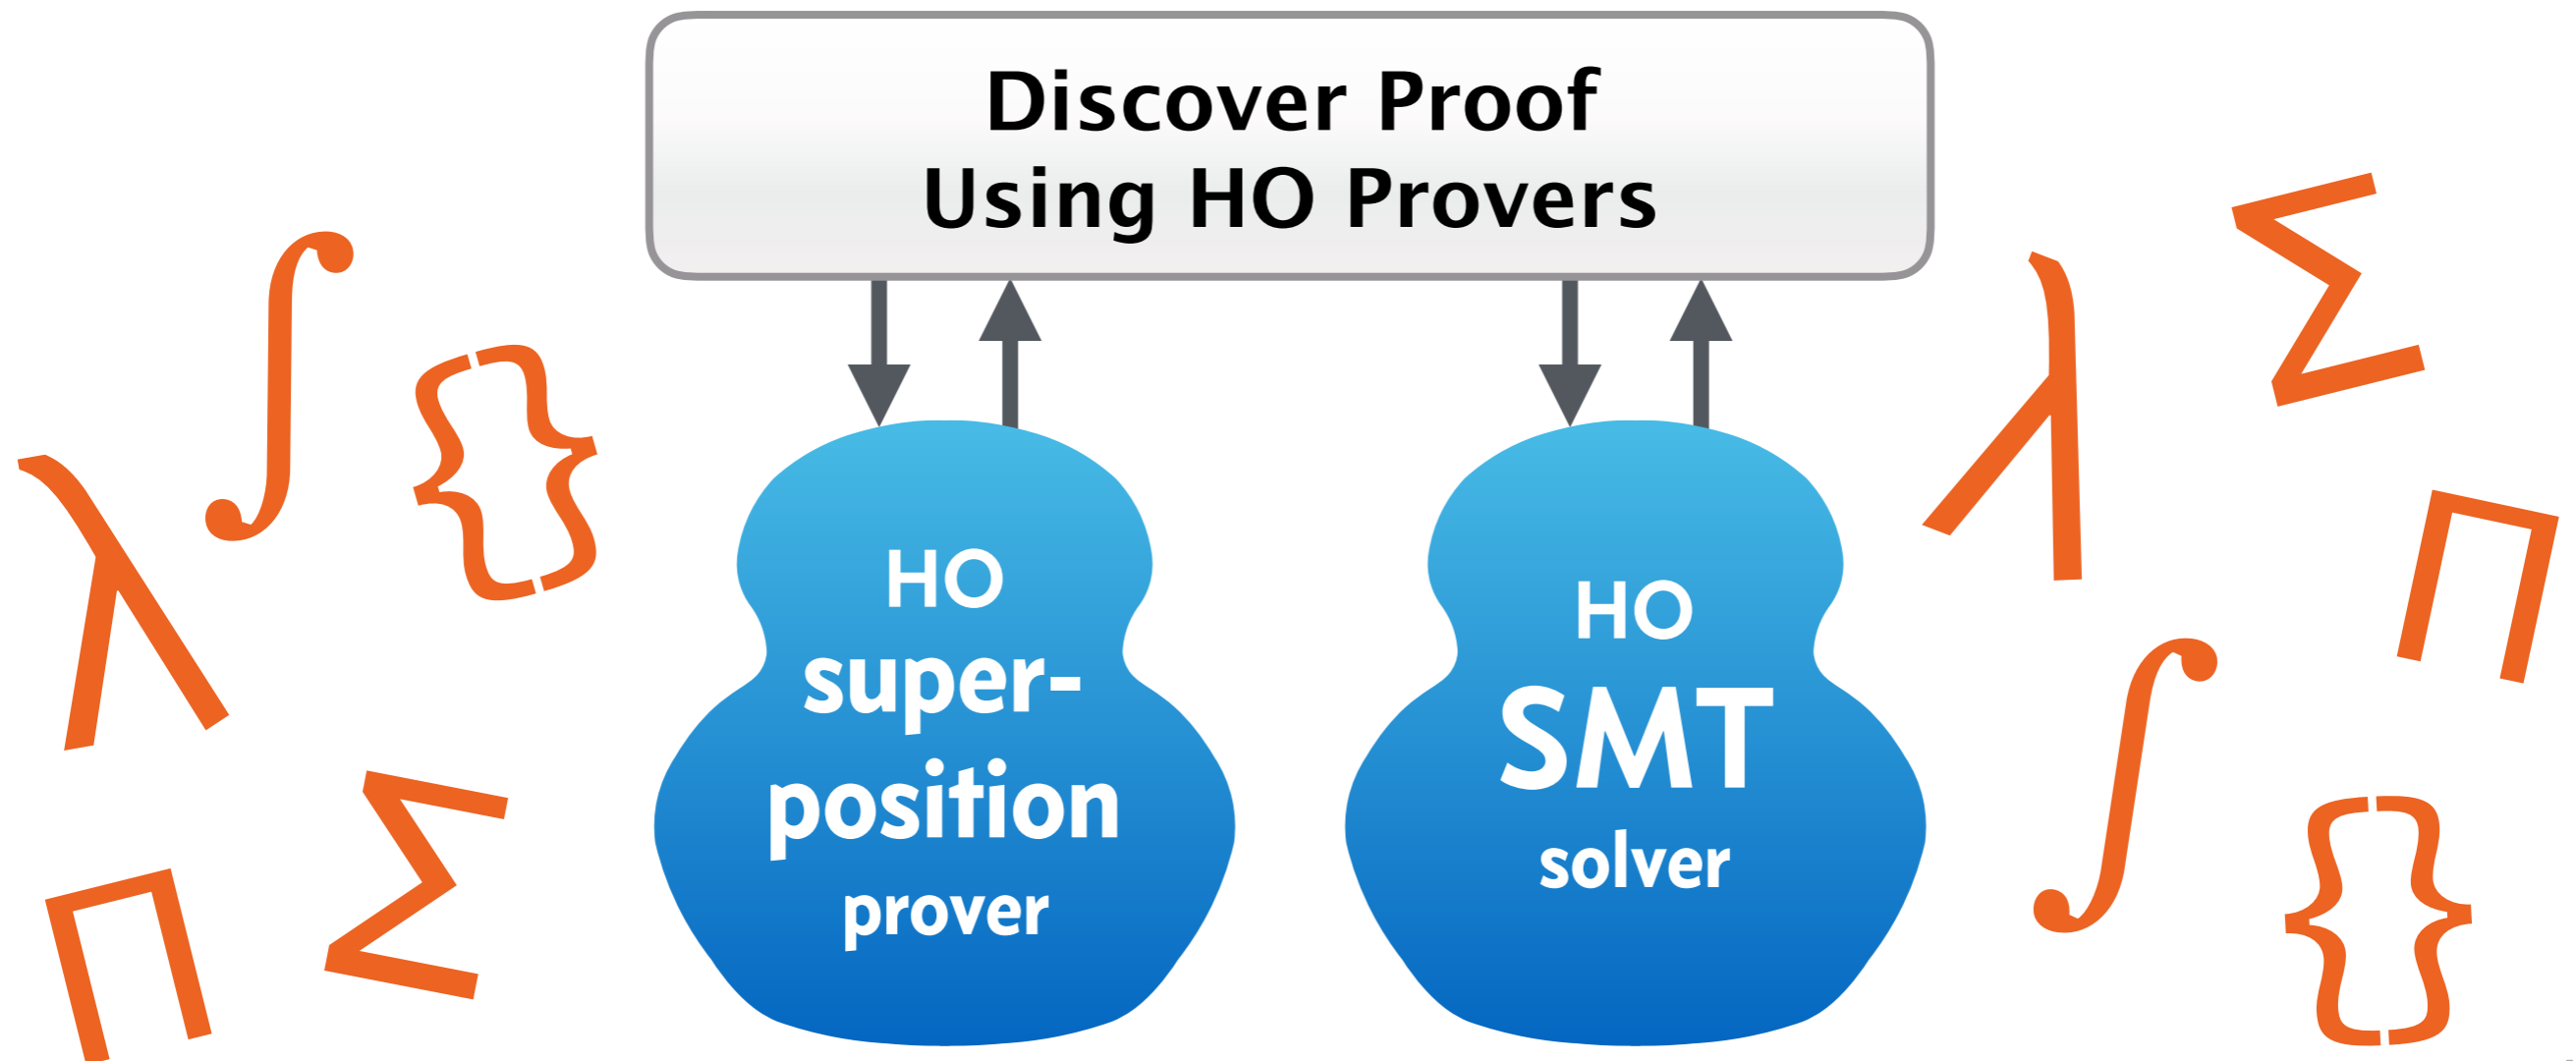 Discover Proof
Using HO Provers
∫
{}
λ
Σ
Π
HO
super-
position
prover
HO
SMT
solver
λ
Σ
Π
∫
{}